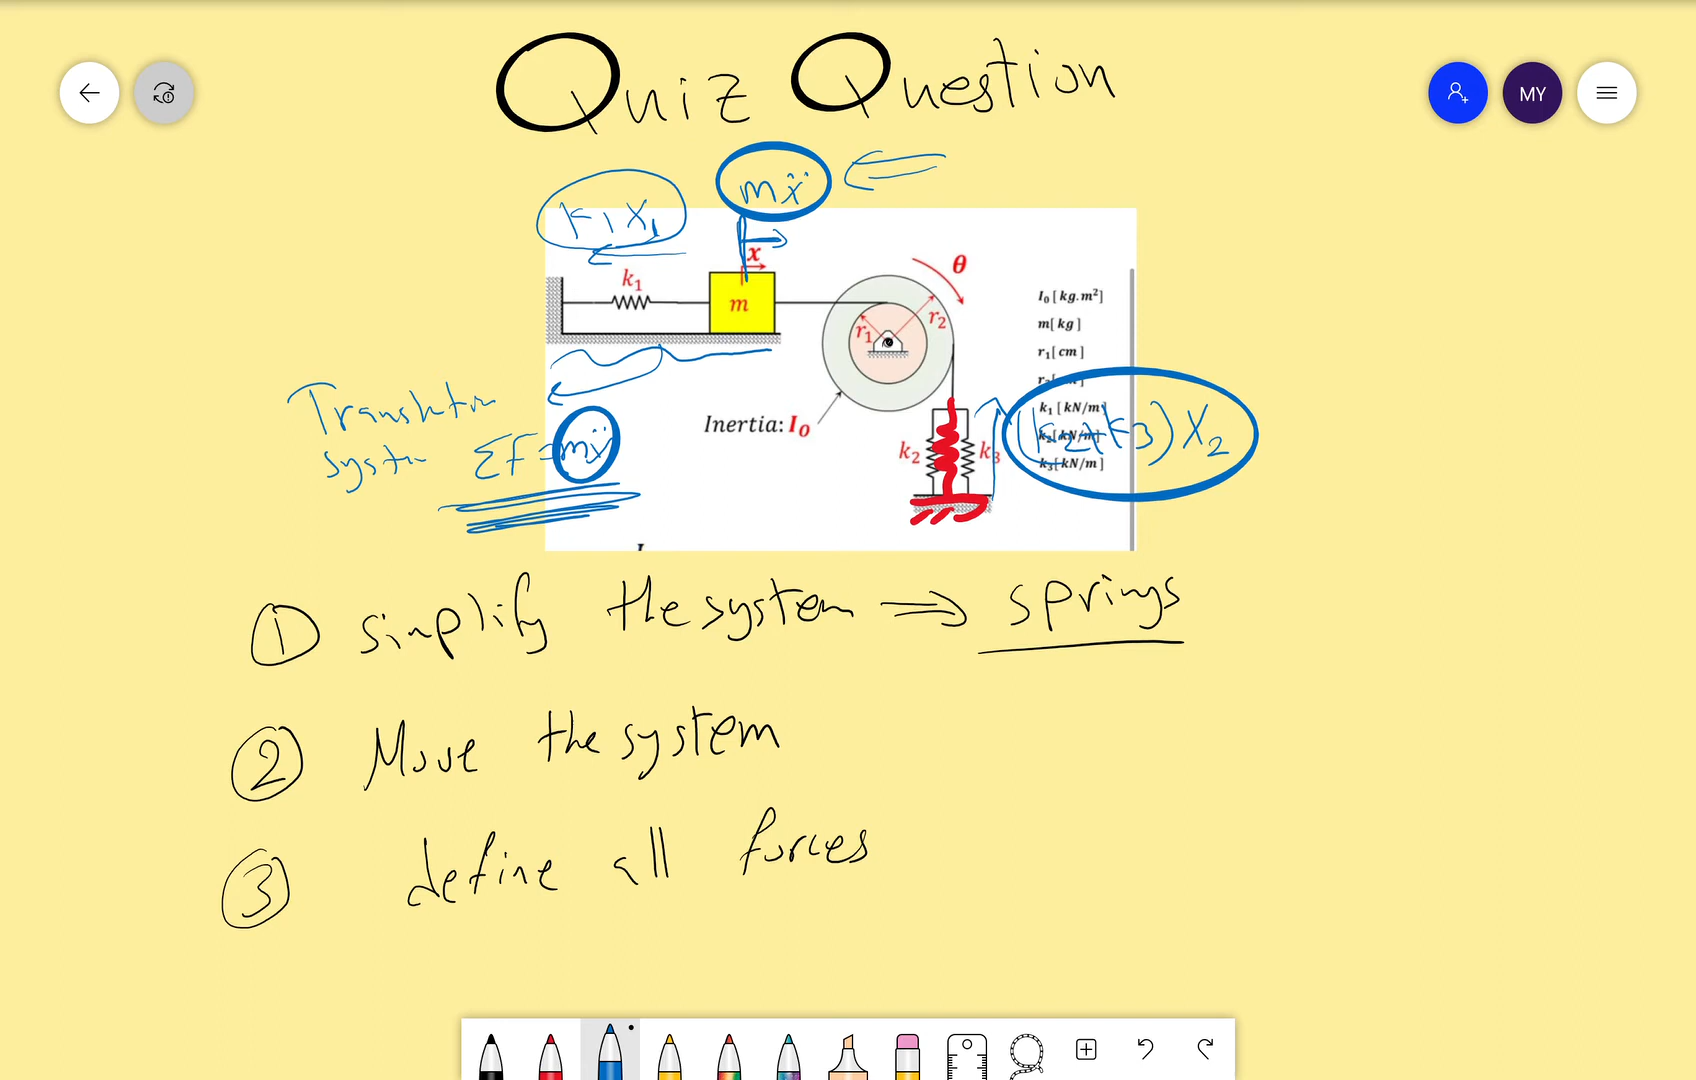 Quiz Question
MY
mẍ
k1 x1
x
k1
m
θ
r1
r2
I0 [ kg.m²]
m[ kg ]
r1[ cm ]
k1 [ kN/m]
(k2+k3) x2
k3[ kN/m ]
Translation
system ΣF = mẍ
Inertia: I0
k2
k3
① simplify the system ⇒ springs
② Move the system
③ define all forces